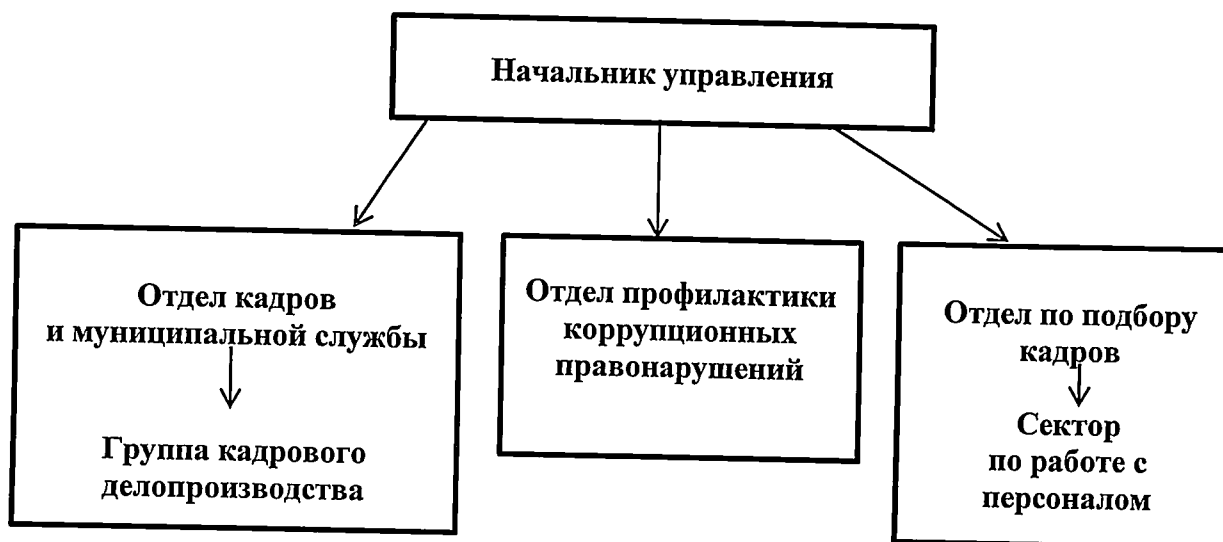 Начальник управления
Отдел кадров
и муниципальной службы
Группа кадрового
делопроизводства
Отдел профилактики
коррупционных
правонарушений
Отдел по подбору
кадров
Сектор
по работе с
персоналом